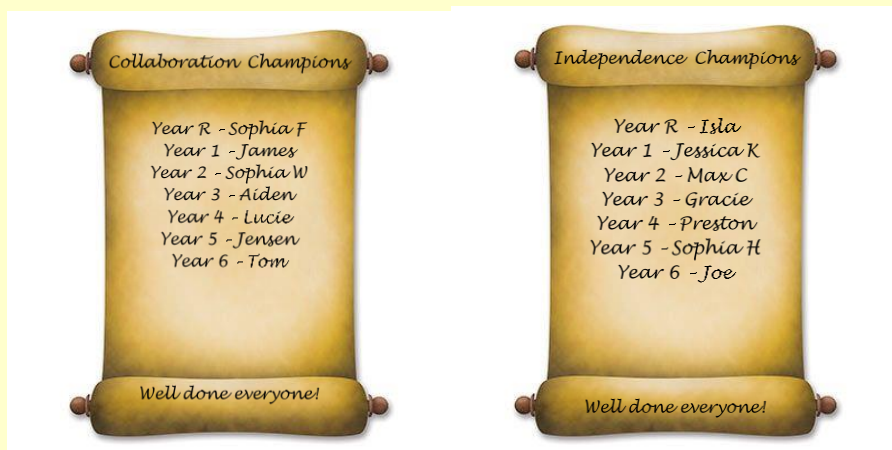 Collaboration Champions
Year R - Sophia F
Year 1 - James
Year 2 - Sophia W
Year 3 - Aiden
Year 4 - Lucie
Year 5 - Jensen
Year 6 - Tom
Well done everyone!
Independence Champions
Year R - Isla
Year 1 - Jessica K
Year 2 - Max C
Year 3 - Gracie
Year 4 - Preston
Year 5 - Sophia H
Year 6 - Joe
Well done everyone!